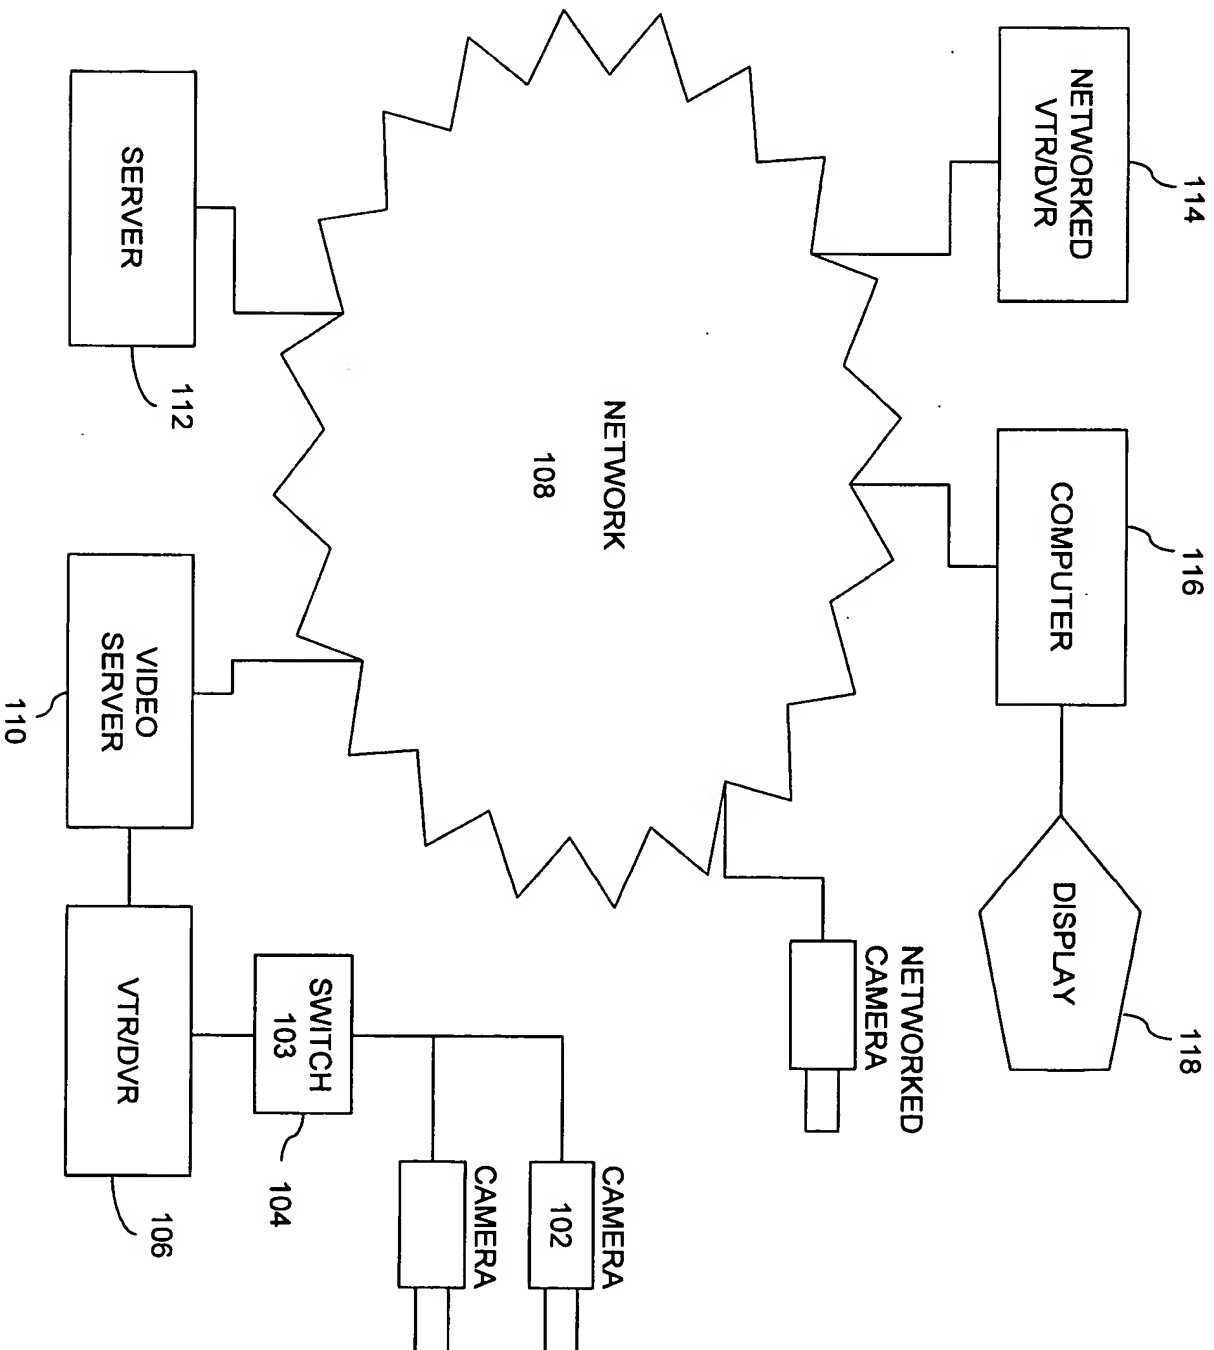 114
NETWORKED
VTR/DVR
116
COMPUTER
118
DISPLAY
NETWORKED
CAMERA
NETWORK
108
CAMERA
102
CAMERA
SWITCH
103
104
SERVER
112
VIDEO
SERVER
110
VTR/DVR
106